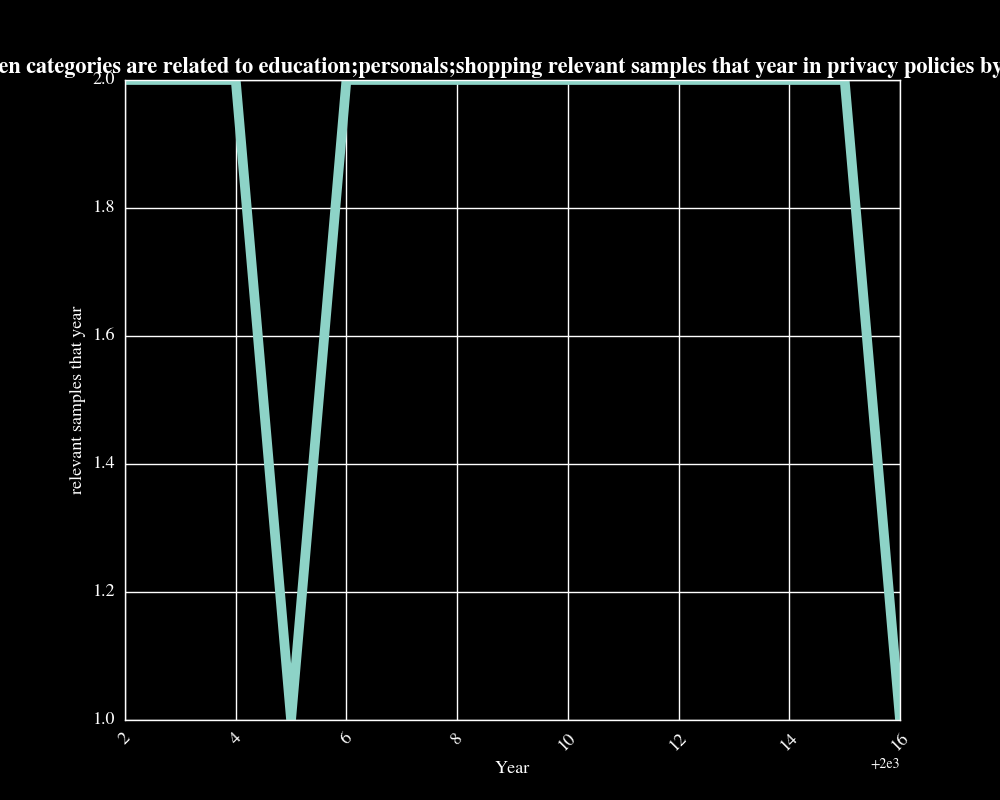 en categories are related to education;personals;shopping relevant samples that year in privacy policies by
2.0
1.8
1.6
1.4
1.2
1.0
relevant samples that year
2 4 6 8 10 12 14 16
+2e3
Year